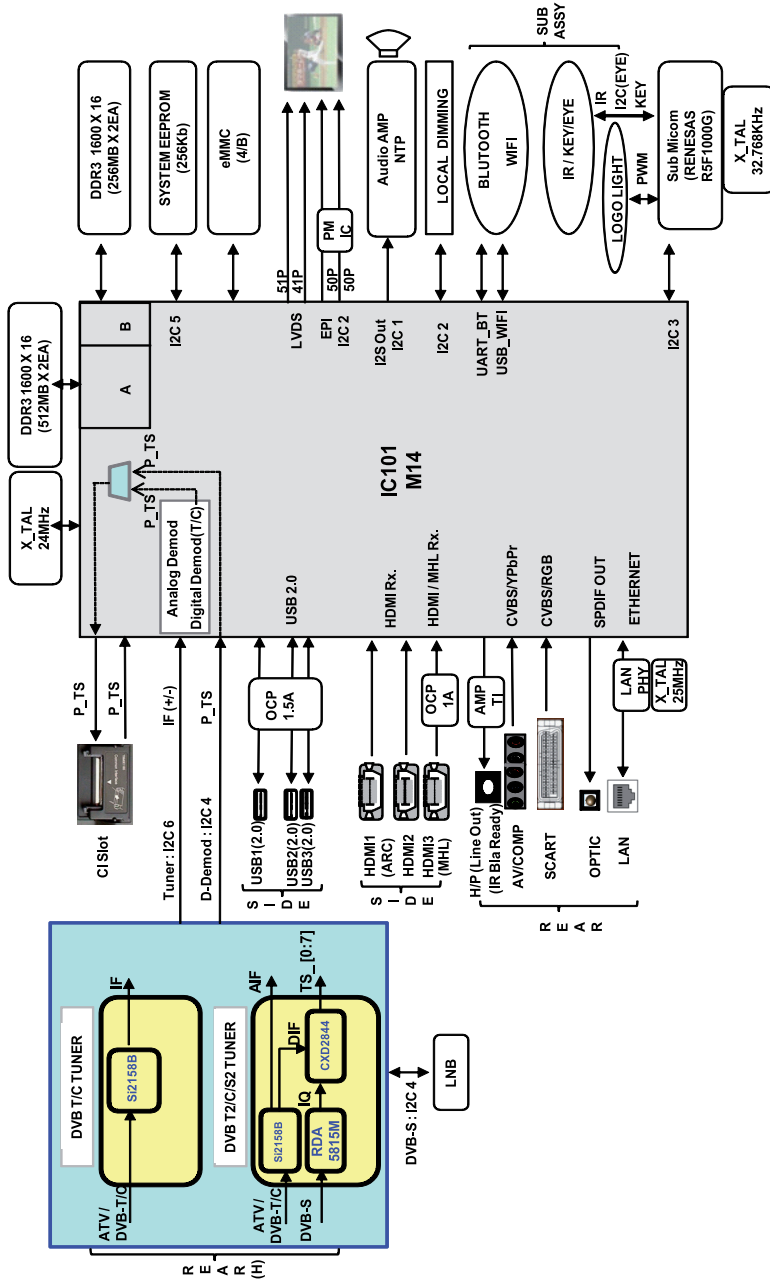 DDR3 1600 X 16
(256MB X 2EA)
SYSTEM EEPROM
(256Kb)
eMMC
(4/B)
51P
41P
50P
50P
PM
IC
Audio AMP
NTP
LOCAL DIMMING
BLUTOOTH
WIFI
SUB
ASSY
IR / KEY/EYE
IR
I2C(EYE)
KEY
LOGO LIGHT
PWM
Sub Micom
(RENESAS
R5F1000G)
X_TAL
32.768KHz
DDR3 1600 X 16
(512MB X 2EA)
X_TAL
24MHz
A
B
I2C 5
LVDS
EPI
I2C 2
I2S Out
I2C 1
I2C 2
UART_BT
USB_WIFI
I2C 3
P_TS
P_TS
Analog Demod
Digital Demod(T/C)
IC101
M14
USB 2.0
HDMI Rx.
HDMI / MHL Rx.
CVBS/YPbPr
CVBS/RGB
SPDIF OUT
ETHERNET
P_TS
P_TS
IF (+/-)
P_TS
OCP
1.5A
OCP
1A
AMP
TI
LAN
PHY
X_TAL
25MHz
CI Slot
Tuner : I2C 6
D-Demod : I2C 4
USB1(2.0)
USB2(2.0)
USB3(2.0)
S I D E
HDMI1
(ARC)
HDMI2
HDMI3
(MHL)
S I D E
H/P (Line Out)
(IR Bla Ready)
AV/COMP
SCART
OPTIC
LAN
R E A R
DVB T/C TUNER
IF
Si2158B
ATV /
DVB-T/C
DVB T2/C/S2 TUNER
AIF
TS_[0:7]
DIF
CXD2844
IQ
Si2158B
RDA
5815M
ATV /
DVB-T/C
DVB-S
DVB-S : I2C 4
LNB
R E A R
(H)